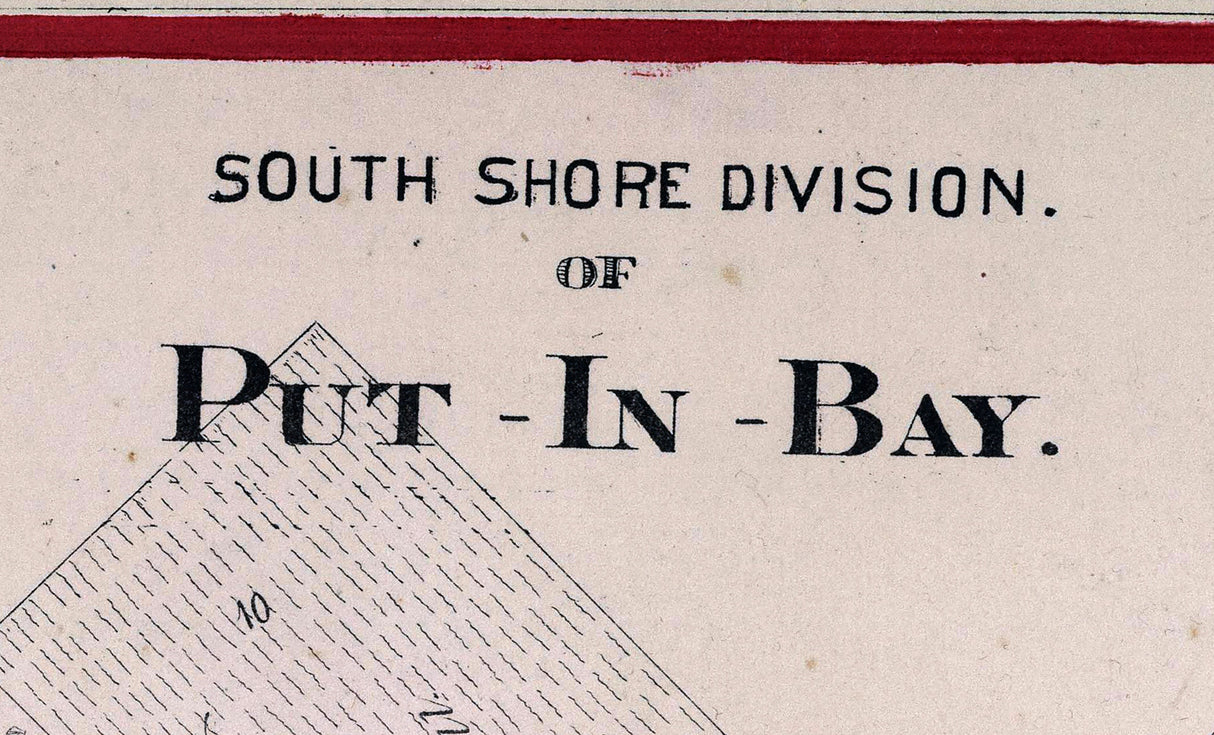 SOUTH SHORE DIVISION.
OF
PUT-IN-BAY.
10